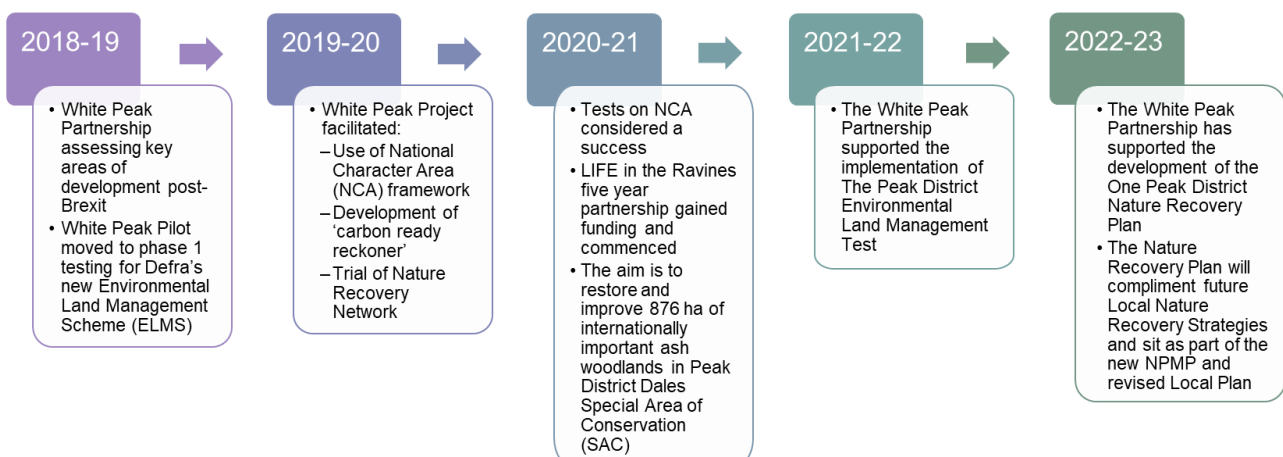 2018-19
• White Peak
Partnership
assessing key
areas of
development post-
Brexit
• White Peak Pilot
moved to phase 1
testing for Defra's
new Environmental
Land Management
Scheme (ELMS)
2019-20
• White Peak Project
facilitated:
– Use of National
Character Area
(NCA) framework
– Development of
'carbon ready
reckoner'
– Trial of Nature
Recovery
Network
2020-21
• Tests on NCA
considered a
success
• LIFE in the Ravines
five year
partnership gained
funding and
commenced
• The aim is to
restore and
improve 876 ha of
internationally
important ash
woodlands in Peak
District Dales
Special Area of
Conservation
(SAC)
2021-22
• The White Peak
Partnership
supported the
implementation of
The Peak District
Environmental
Land Management
Test
2022-23
• The White Peak
Partnership has
supported the
development of the
One Peak District
Nature Recovery
Plan
• The Nature
Recovery Plan will
compliment future
Local Nature
Recovery Strategies
and sit as part of the
new NPMP and
revised Local Plan